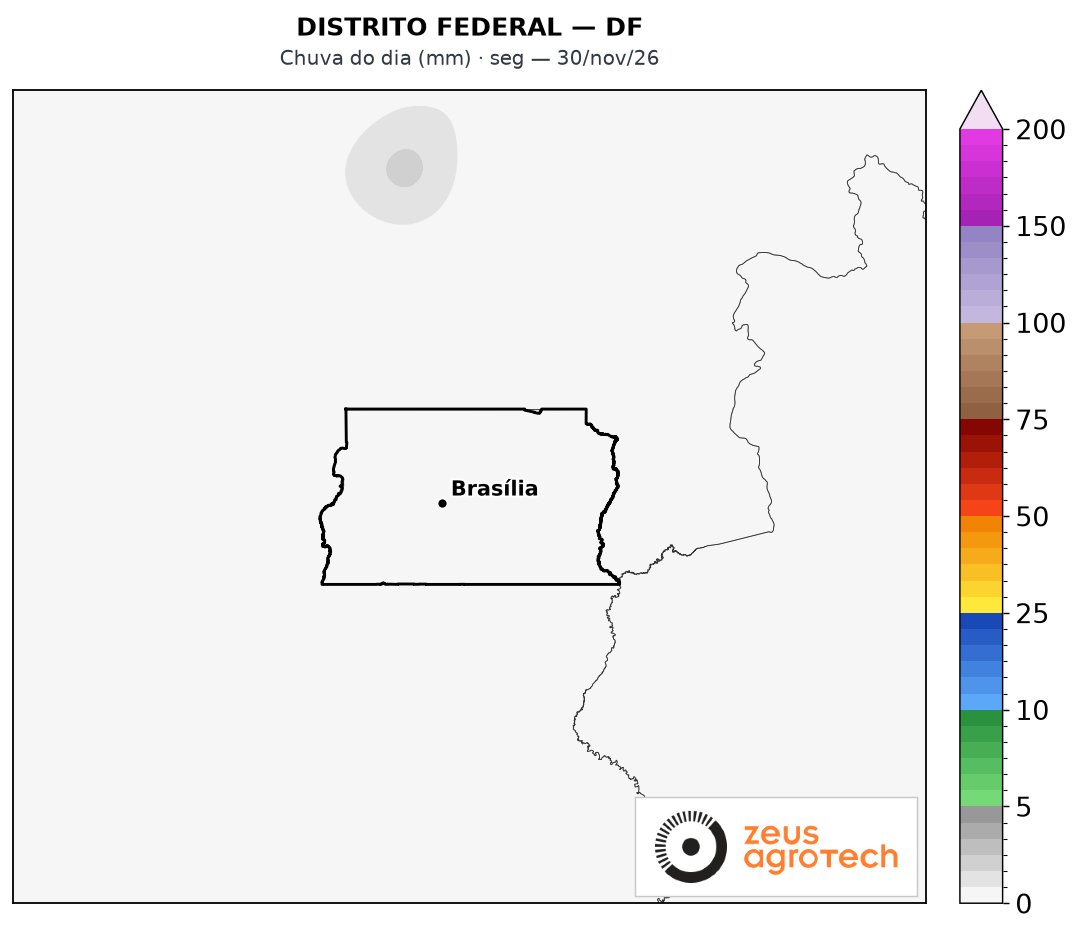 DISTRITO FEDERAL — DF
Chuva do dia (mm) · seg — 30/nov/26
200
150
100
75
50
25
10
5
0
Brasília
zeus
agrotech